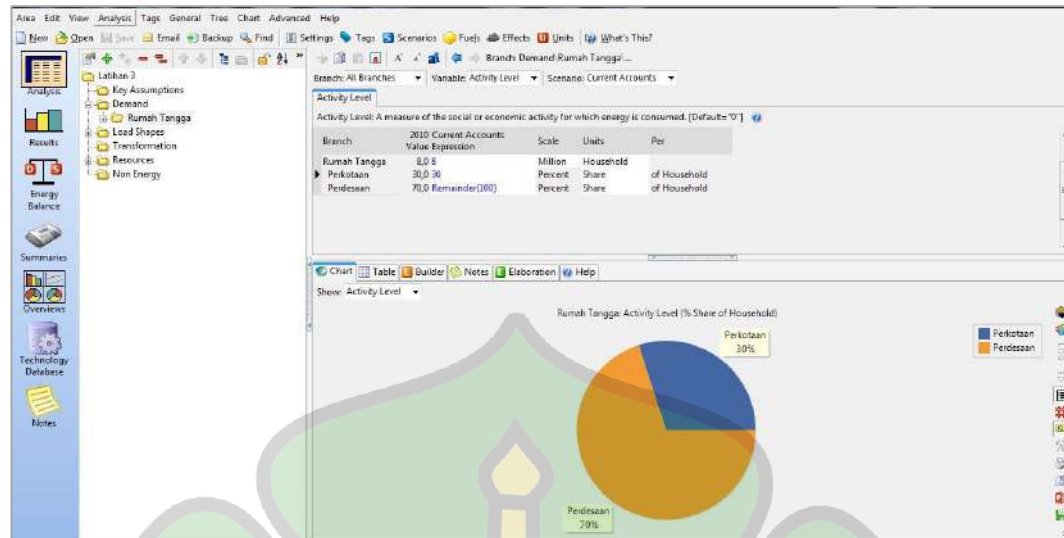 Area Edit View Analysis Tags General Tree Chart Advanced Help
New Open Save Email Backup Find Settings Tags Scenarios Fuels Effects Units What's This?
Branch: Demand\Rumah Tangga\...
Branch: All Branches Variable: Activity Level Scenario: Current Accounts
Analysis
Results
Energy
Balance
Summaries
Overviews
Technology
Database
Notes
Latihan 3
Key Assumptions
Demand
Rumah Tangga
Load Shapes
Transformation
Resources
Non Energy
Activity Level
Activity Level: A measure of the social or economic activity for which energy is consumed. [Default="0"]
Branch 2010 Current Accounts Scale Units Per
Value Expression
Rumah Tangga 8,0 8 Million Household
Perkotaan 30,0 30 Percent Share of Household
Perdesaan 70,0 Remainder(100) Percent Share of Household
Chart Table Builder Notes Elaboration Help
Show: Activity Level
Rumah Tangga: Activity Level (% Share of Household)
Perkotaan
30%
Perkotaan
Perdesaan
Perdesaan
70%